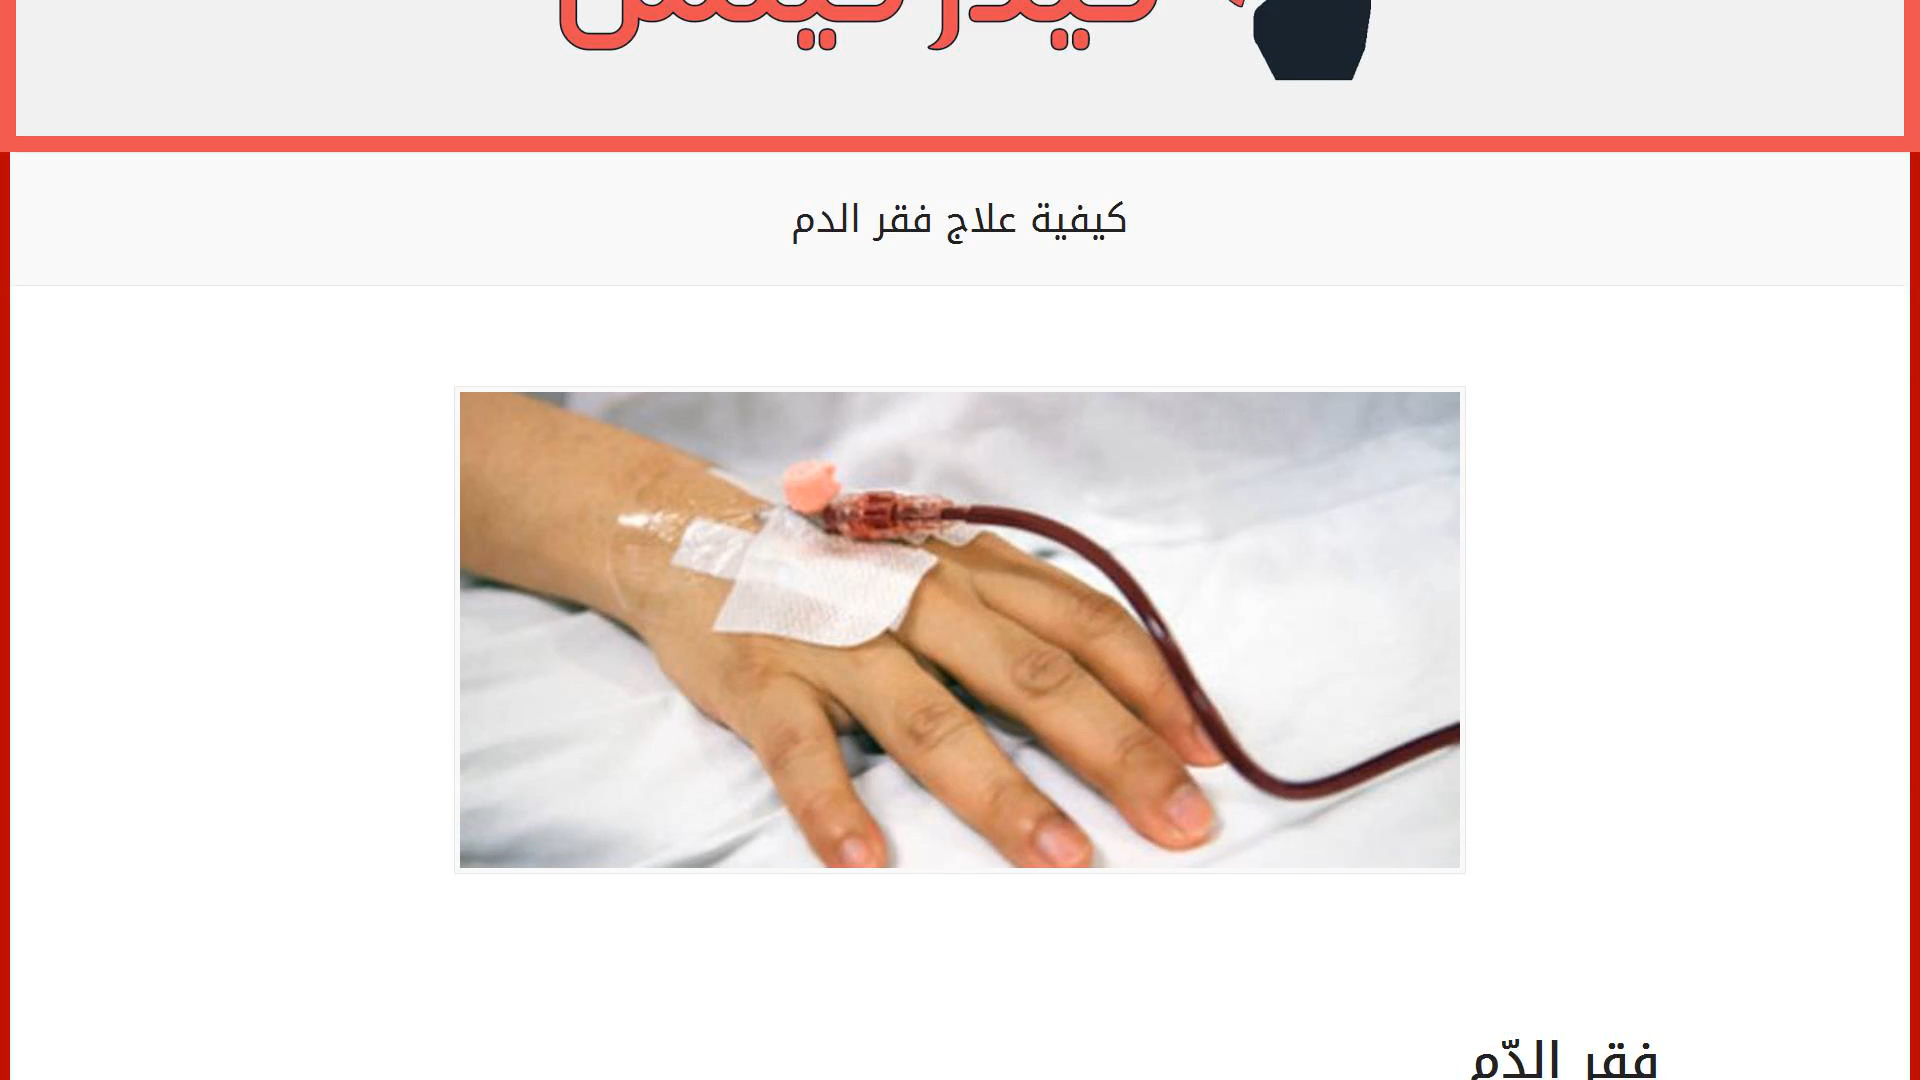 كيفية علاج فقر الدم
فقر الدّم